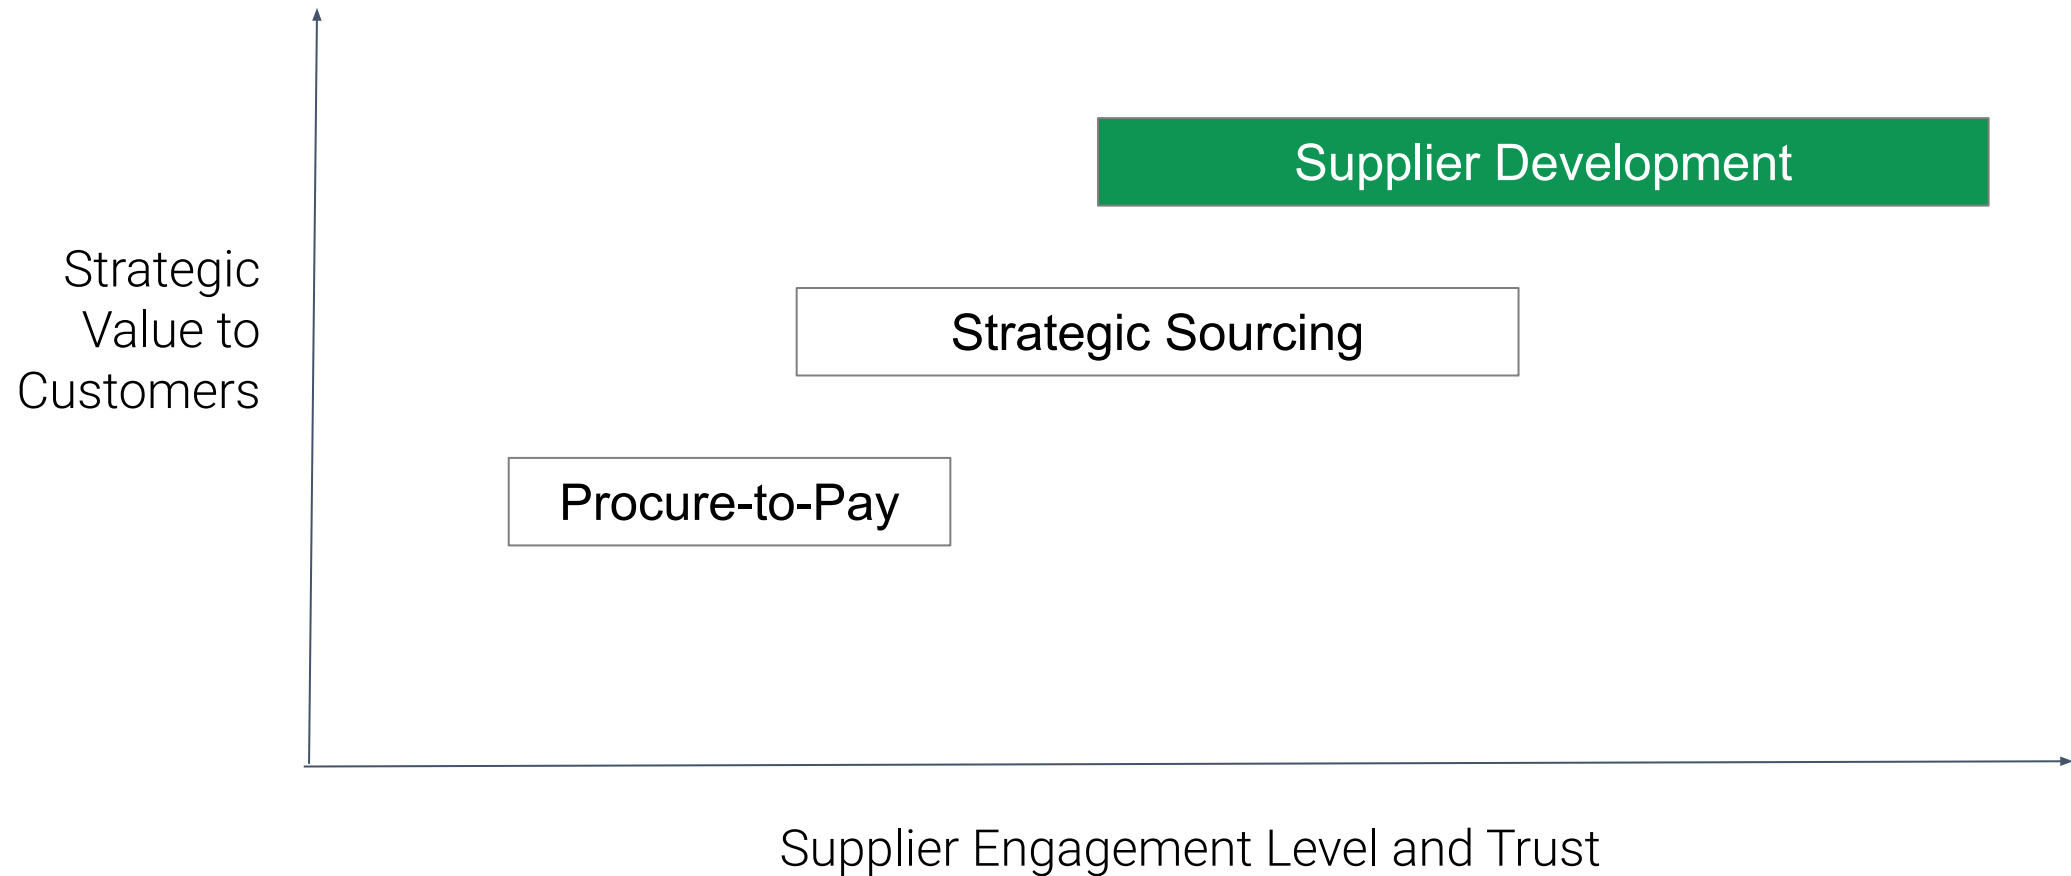 Supplier Development
Strategic
Value to
Customers
Strategic Sourcing
Procure-to-Pay
Supplier Engagement Level and Trust